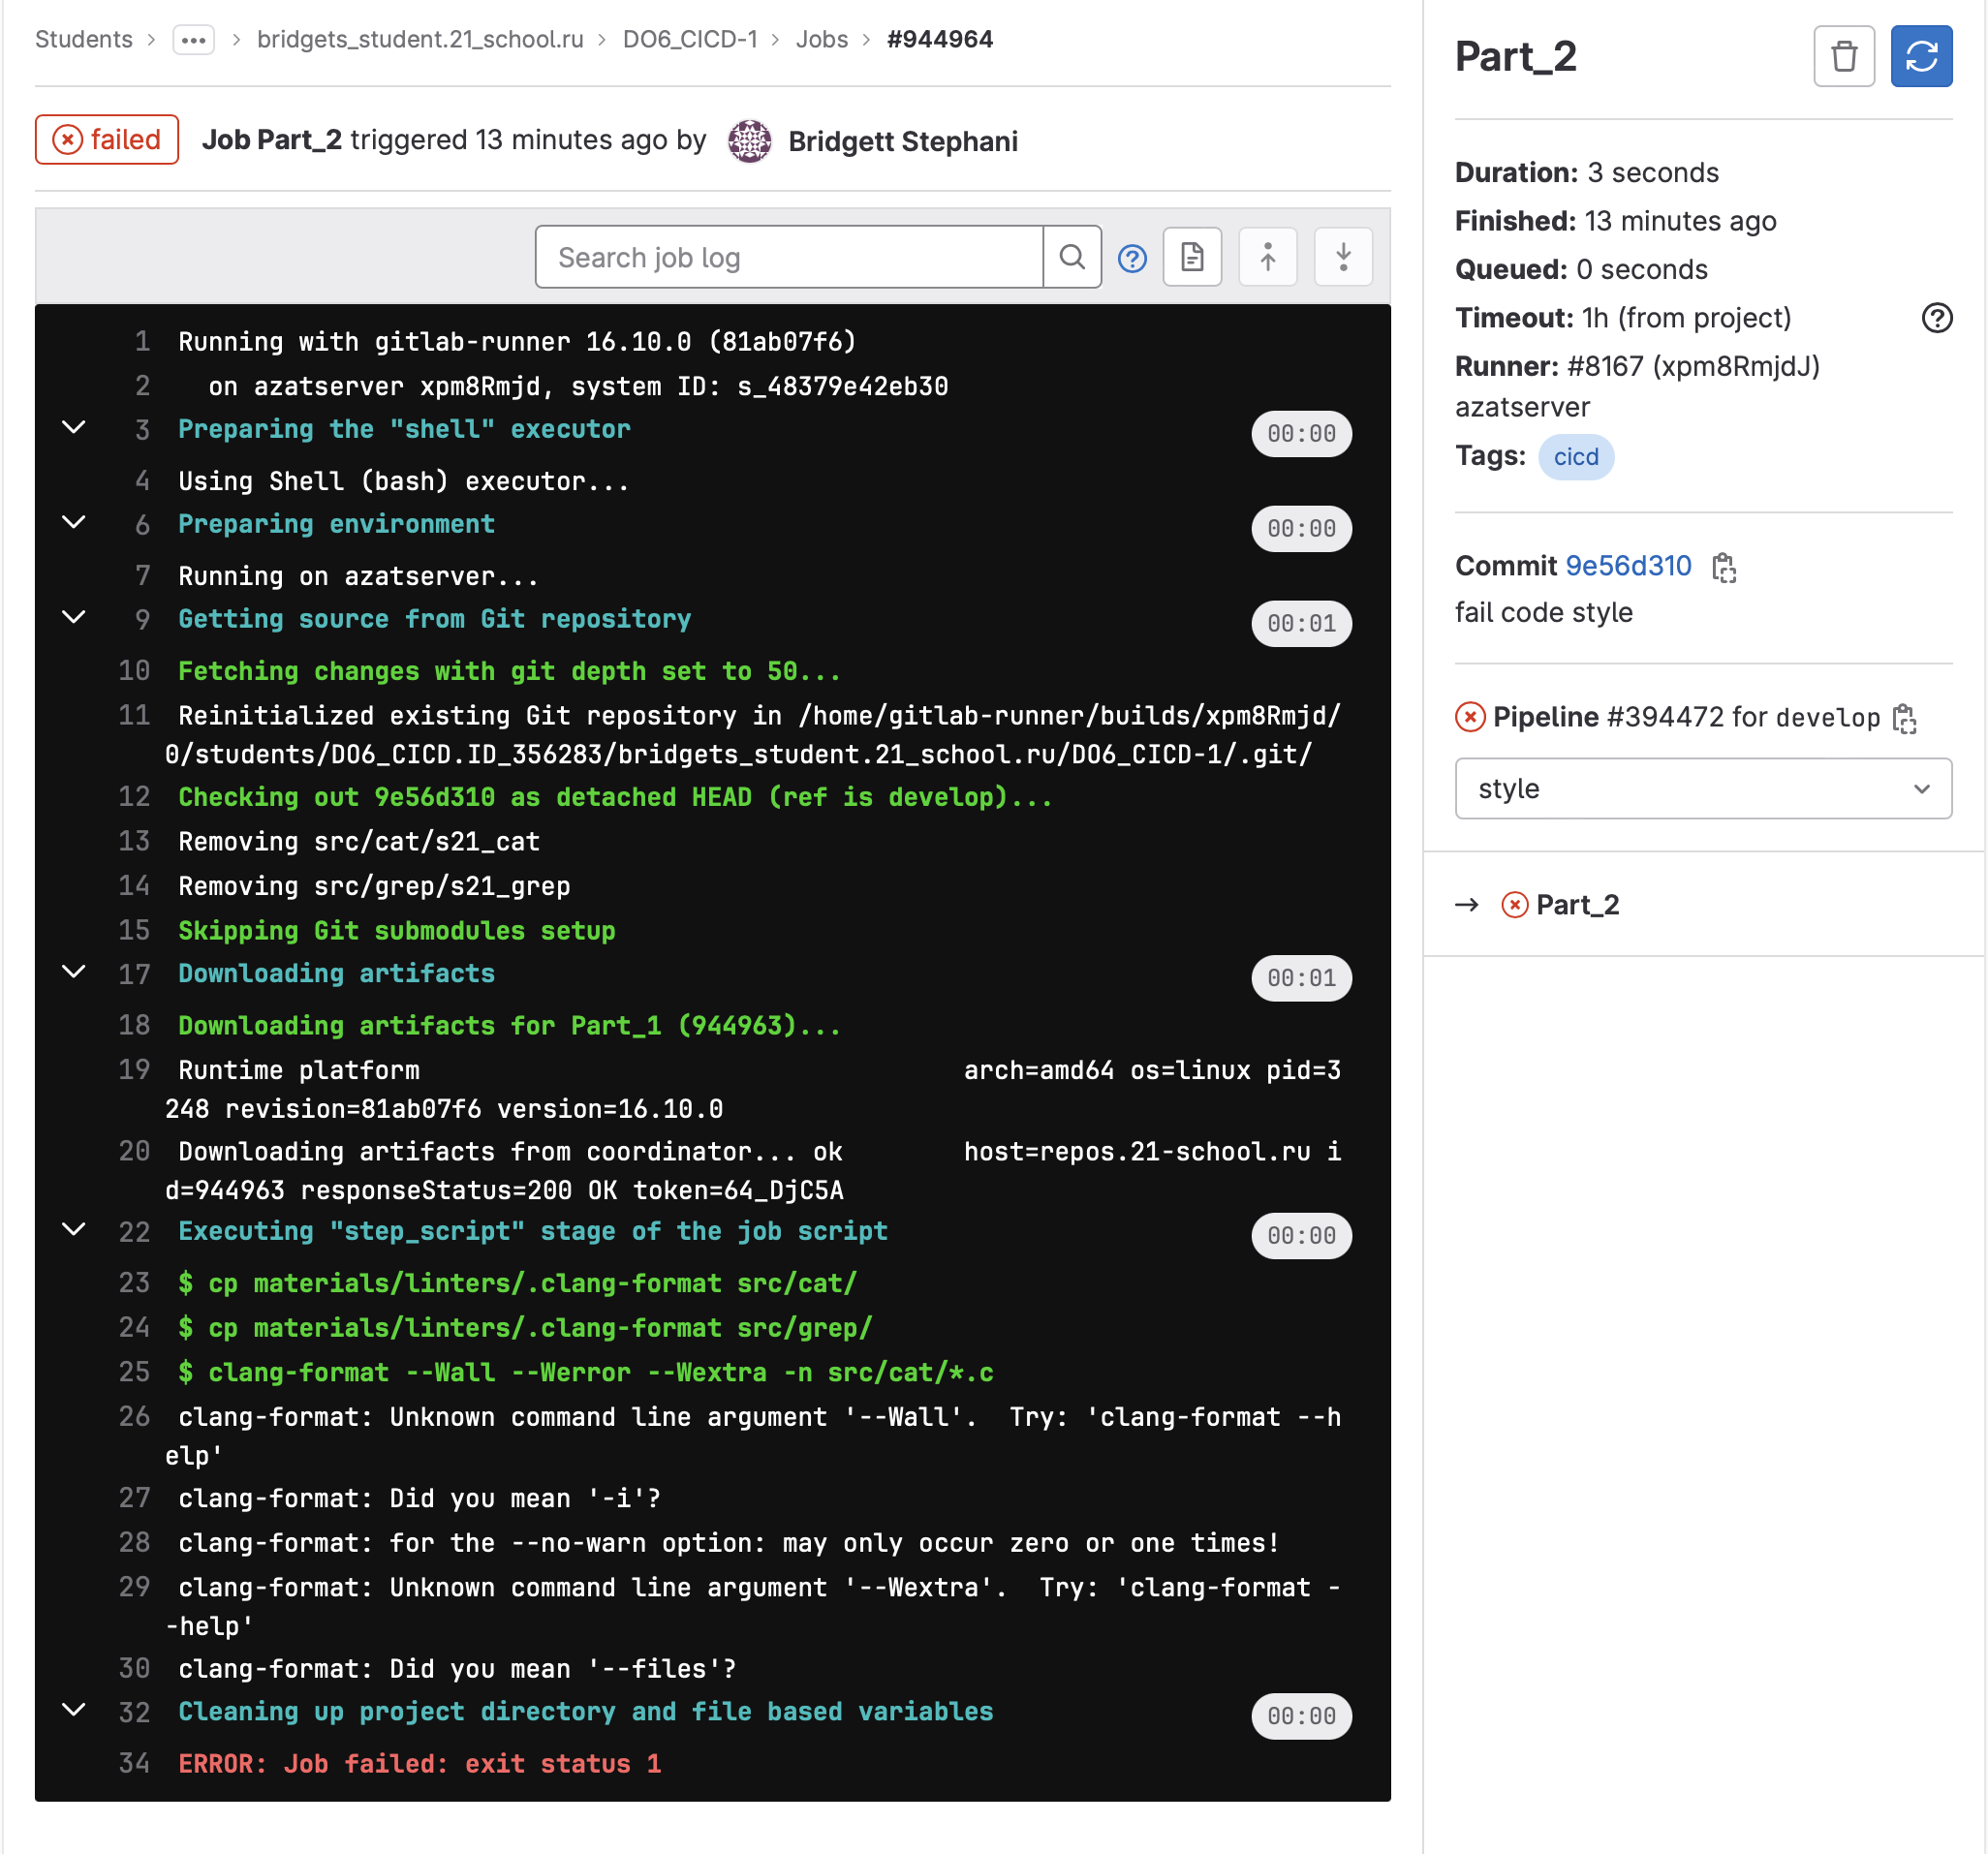 Students > ... > bridgets_student.21_school.ru > DO6_CICD-1 > Jobs > #944964
failed Job Part_2 triggered 13 minutes ago by Bridgett Stephani
Search job log
1 Running with gitlab-runner 16.10.0 (81ab07f6)
2 on azatserver xpm8Rmjd, system ID: s_48379e42eb30
3 Preparing the "shell" executor 00:00
4 Using Shell (bash) executor...
6 Preparing environment 00:00
7 Running on azatserver...
9 Getting source from Git repository 00:01
10 Fetching changes with git depth set to 50...
11 Reinitialized existing Git repository in /home/gitlab-runner/builds/xpm8Rmjd/
0/students/DO6_CICD.ID_356283/bridgets_student.21_school.ru/DO6_CICD-1/.git/
12 Checking out 9e56d310 as detached HEAD (ref is develop)...
13 Removing src/cat/s21_cat
14 Removing src/grep/s21_grep
15 Skipping Git submodules setup
17 Downloading artifacts 00:01
18 Downloading artifacts for Part_1 (944963)...
19 Runtime platform arch=amd64 os=linux pid=3
248 revision=81ab07f6 version=16.10.0
20 Downloading artifacts from coordinator... ok host=repos.21-school.ru i
d=944963 responseStatus=200 OK token=64_DjC5A
22 Executing "step_script" stage of the job script 00:00
23 $ cp materials/linters/.clang-format src/cat/
24 $ cp materials/linters/.clang-format src/grep/
25 $ clang-format --Wall --Werror --Wextra -n src/cat/*.c
26 clang-format: Unknown command line argument '--Wall'.  Try: 'clang-format --h
elp'
27 clang-format: Did you mean '-i'?
28 clang-format: for the --no-warn option: may only occur zero or one times!
29 clang-format: Unknown command line argument '--Wextra'.  Try: 'clang-format -
-help'
30 clang-format: Did you mean '--files'?
32 Cleaning up project directory and file based variables 00:00
34 ERROR: Job failed: exit status 1
Part_2
Duration: 3 seconds
Finished: 13 minutes ago
Queued: 0 seconds
Timeout: 1h (from project)
Runner: #8167 (xpm8RmjdJ)
azatserver
Tags: cicd
Commit 9e56d310
fail code style
Pipeline #394472 for develop
style
→ Part_2